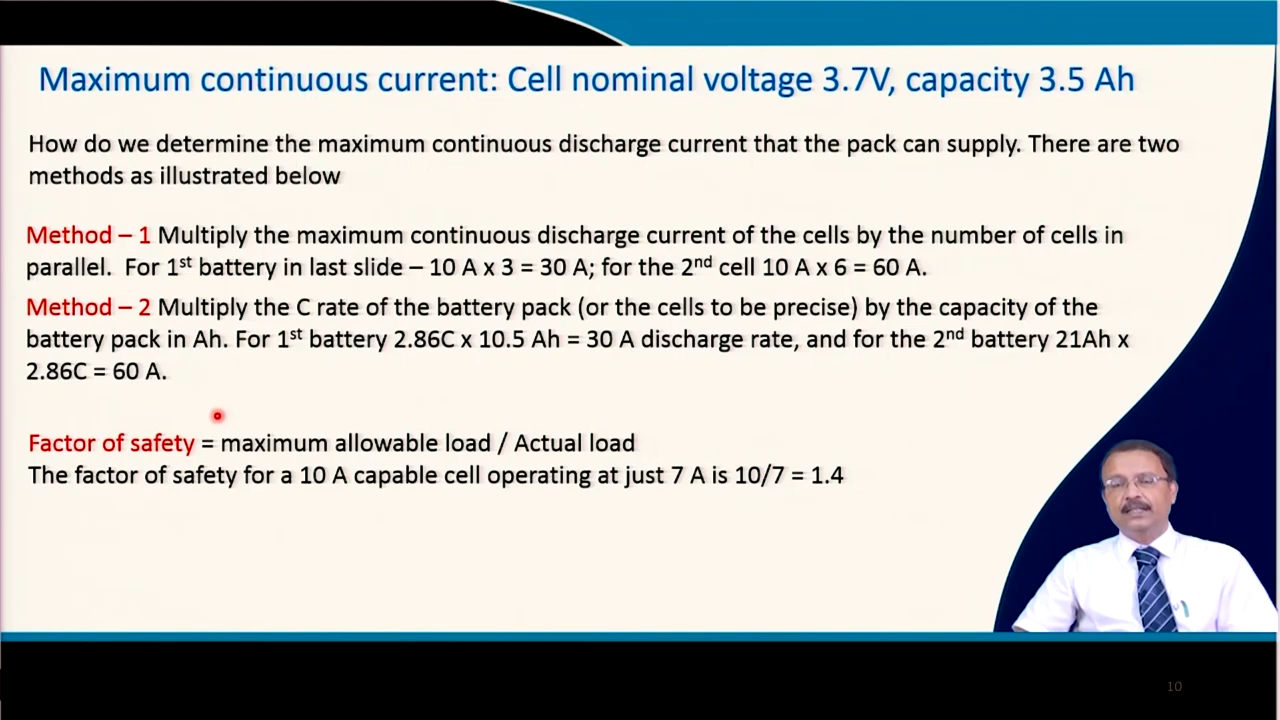 Maximum continuous current: Cell nominal voltage 3.7V, capacity 3.5 Ah
How do we determine the maximum continuous discharge current that the pack can supply. There are two
methods as illustrated below
Method – 1 Multiply the maximum continuous discharge current of the cells by the number of cells in
parallel. For 1st battery in last slide – 10 A x 3 = 30 A; for the 2nd cell 10 A x 6 = 60 A.
Method – 2 Multiply the C rate of the battery pack (or the cells to be precise) by the capacity of the
battery pack in Ah. For 1st battery 2.86C x 10.5 Ah = 30 A discharge rate, and for the 2nd battery 21Ah x
2.86C = 60 A.
Factor of safety = maximum allowable load / Actual load
The factor of safety for a 10 A capable cell operating at just 7 A is 10/7 = 1.4
10